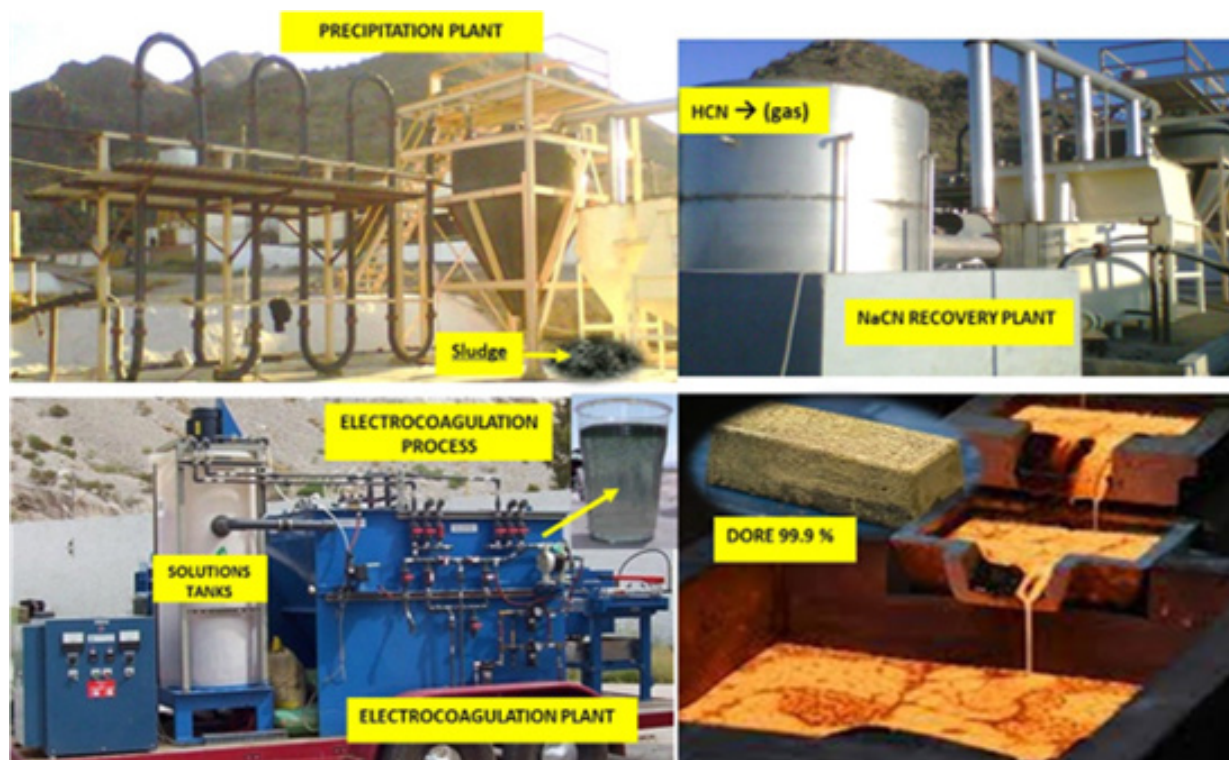 PRECIPITATION PLANT
Sludge
HCN → (gas)
NaCN RECOVERY PLANT
ELECTROCOAGULATION
PROCESS
SOLUTIONS
TANKS
ELECTROCOAGULATION PLANT
DORE 99.9 %